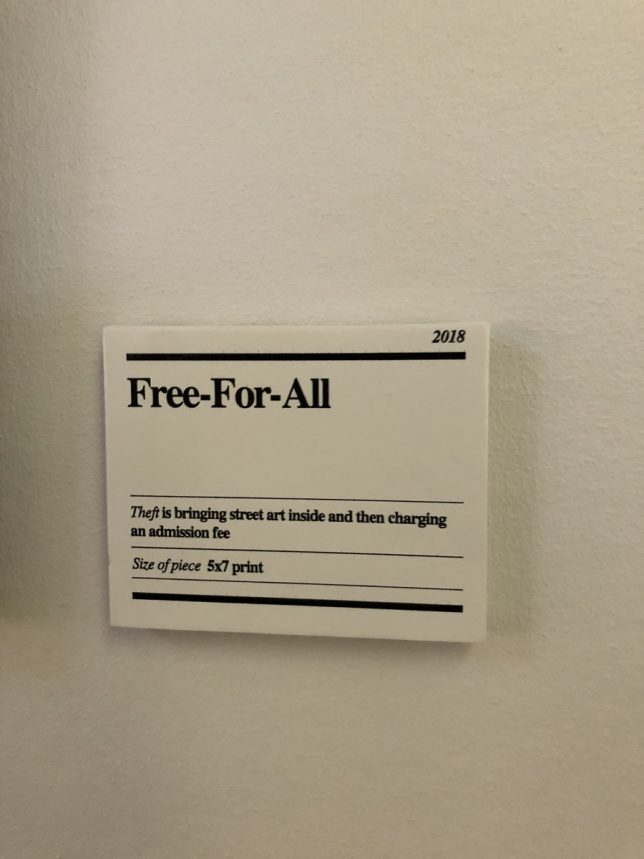 2018
Free-For-All
Theft is bringing street art inside and then charging
an admission fee
Size of piece 5x7 print